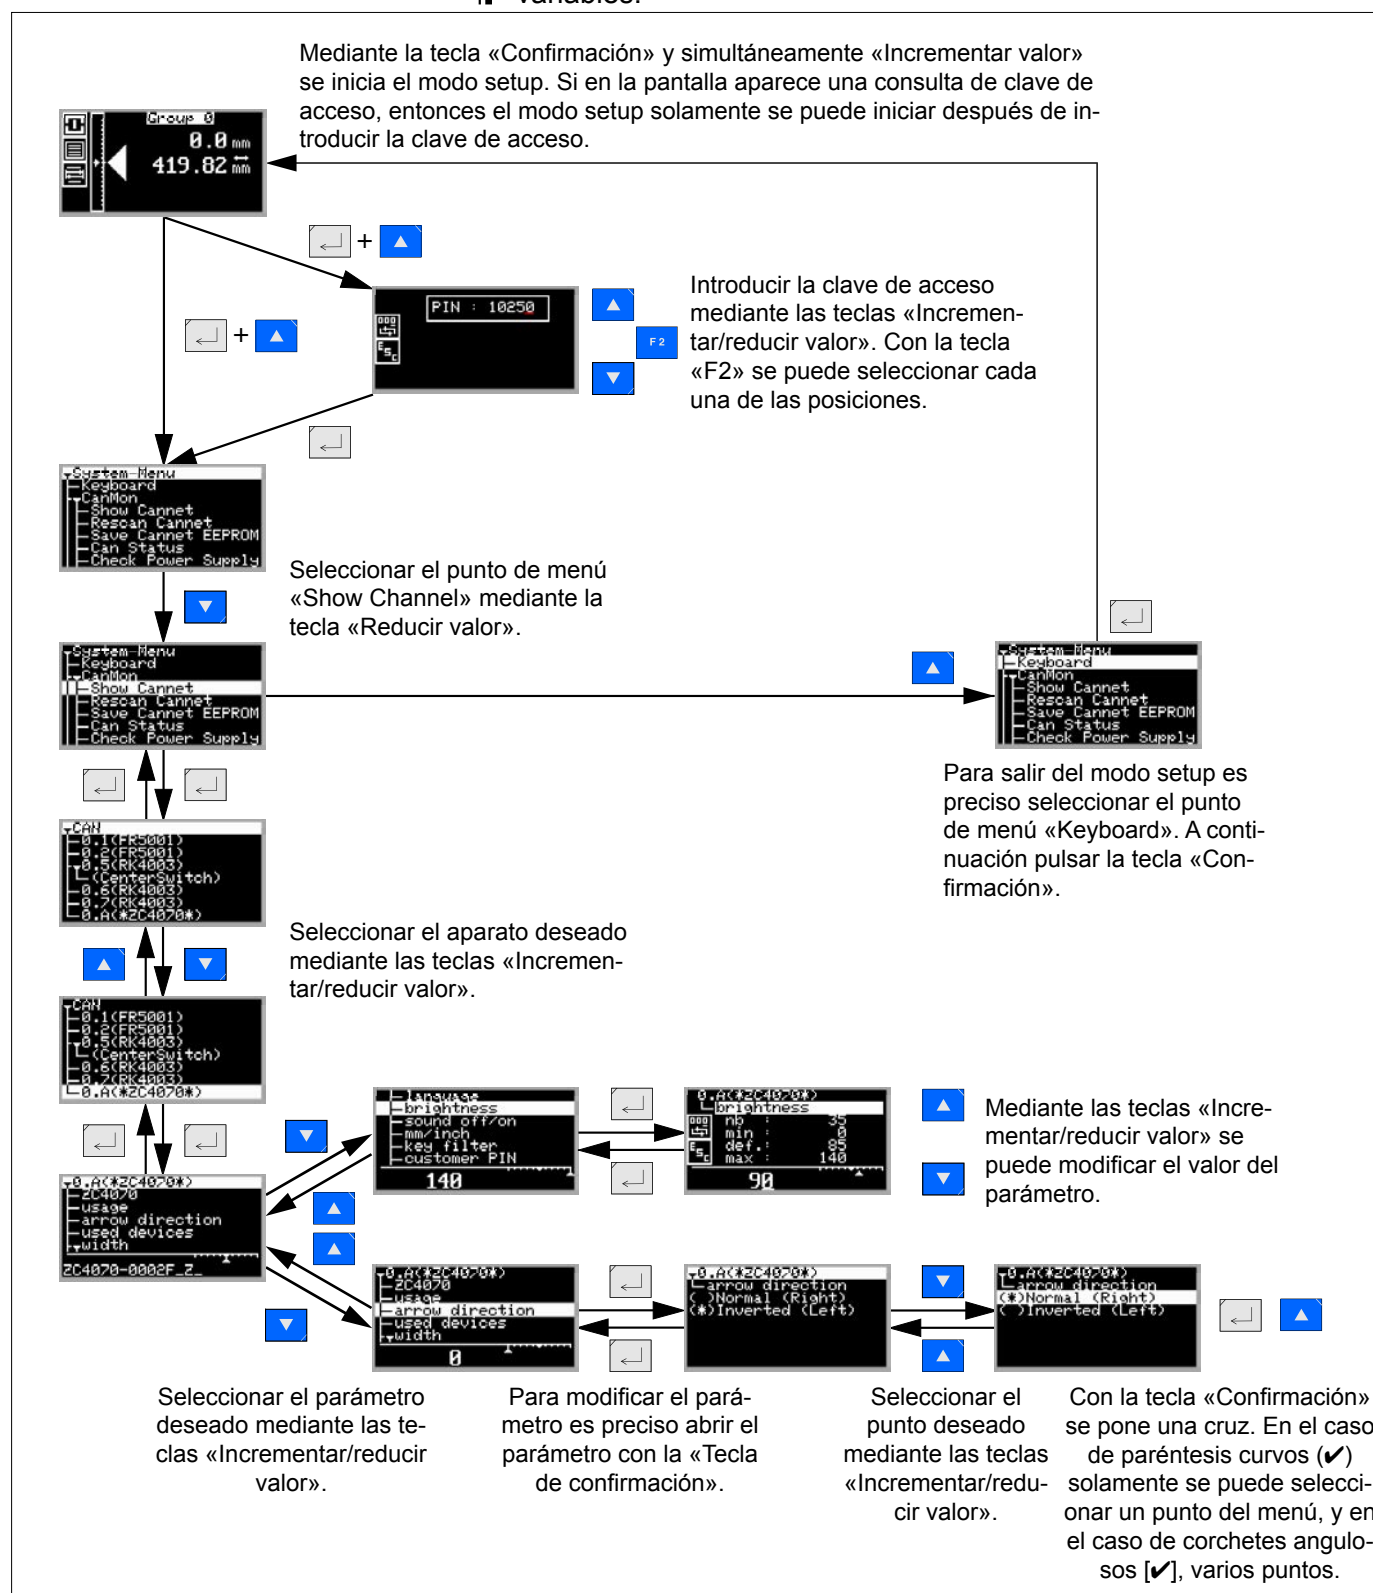 variables.
Mediante la tecla «Confirmación» y simultáneamente «Incrementar valor»
se inicia el modo setup. Si en la pantalla aparece una consulta de clave de
acceso, entonces el modo setup solamente se puede iniciar después de in-
troducir la clave de acceso.
Group 0
0.0 mm
419.82 mm
+
PIN : 10250
Esc
F 2
Introducir la clave de acceso
mediante las teclas «Incremen-
tar/reducir valor». Con la tecla
«F2» se puede seleccionar cada
una de las posiciones.
+
System-Menu
Keyboard
CanMon
Show Cannet
Rescan Cannet
Save Cannet EEPROM
Can Status
Check Power Supply
Seleccionar el punto de menú
«Show Channel» mediante la
tecla «Reducir valor».
System-Menu
Keyboard
CanMon
Show Cannet
Rescan Cannet
Save Cannet EEPROM
Can Status
Check Power Supply
System-Menu
Keyboard
CanMon
Show Cannet
Rescan Cannet
Save Cannet EEPROM
Can Status
Check Power Supply
Para salir del modo setup es
preciso seleccionar el punto
de menú «Keyboard». A conti-
nuación pulsar la tecla «Con-
firmación».
CAN
0.1(FR5001)
0.2(FR5001)
0.5(RK4003)
(CenterSwitch)
0.6(RK4003)
0.7(RK4003)
0.A(*ZC4070*)
Seleccionar el aparato deseado
mediante las teclas «Incremen-
tar/reducir valor».
CAN
0.1(FR5001)
0.2(FR5001)
0.5(RK4003)
(CenterSwitch)
0.6(RK4003)
0.7(RK4003)
0.A(*ZC4070*)
language
brightness
sound off/on
mm/inch
key filter
customer PIN
140
0.A(*ZC4070*)
brightness
nb : 35
min : 0
def.: 85
max : 140
Esc
90
Mediante las teclas «Incre-
mentar/reducir valor» se
puede modificar el valor del
parámetro.
0.A(*ZC4070*)
ZC4070
usage
arrow direction
used devices
width
ZC4070-0002F_Z_
0.A(*ZC4070*)
ZC4070
usage
arrow direction
used devices
width
0
0.A(*ZC4070*)
arrow direction
( )Normal (Right)
(*)Inverted (Left)
0.A(*ZC4070*)
arrow direction
(*)Normal (Right)
( )Inverted (Left)
Seleccionar el parámetro
deseado mediante las te-
clas «Incrementar/reducir
valor».
Para modificar el pará-
metro es preciso abrir el
parámetro con la «Tecla
de confirmación».
Seleccionar el
punto deseado
mediante las teclas
«Incrementar/redu-
cir valor».
Con la tecla «Confirmación»
se pone una cruz. En el caso
de paréntesis curvos (✔)
solamente se puede selecci-
onar un punto del menú, y en
el caso de corchetes angulo-
sos [✔], varios puntos.